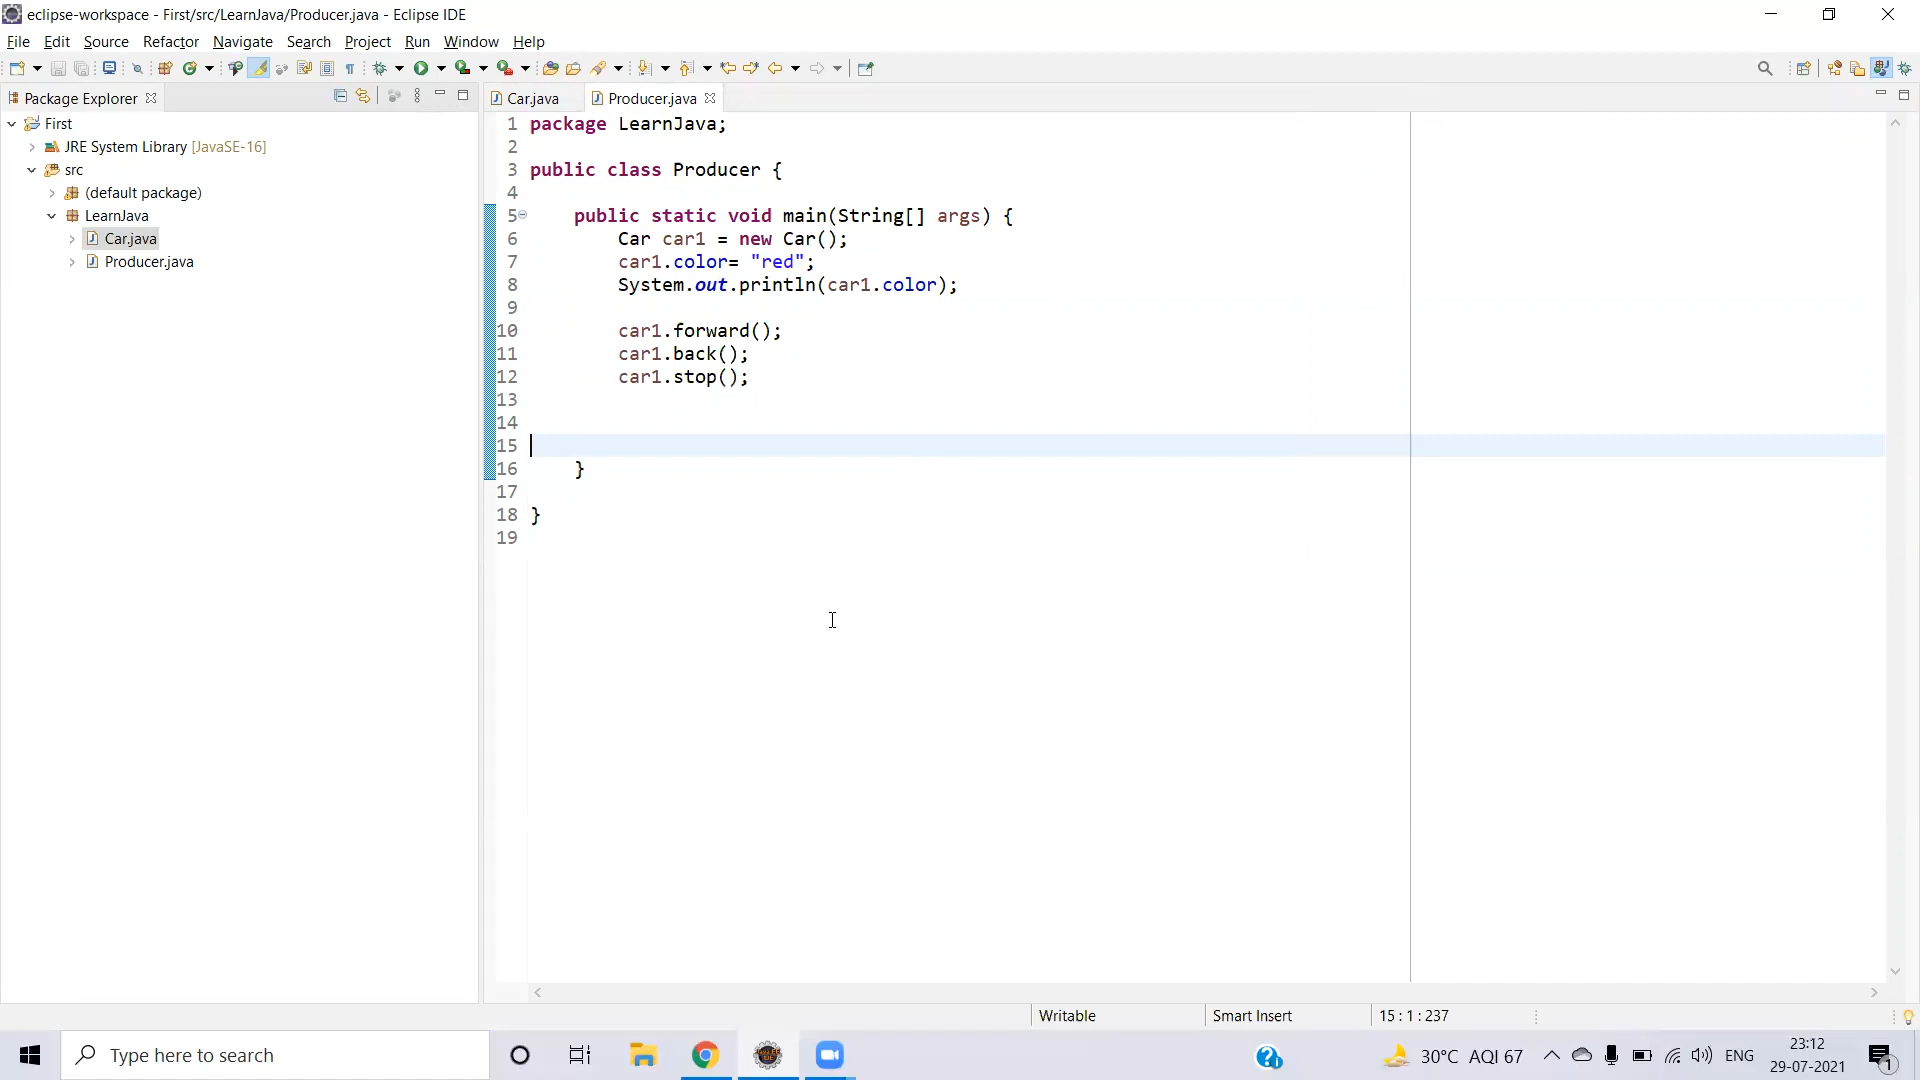 eclipse-workspace - First/src/LearnJava/Producer.java - Eclipse IDE
File Edit Source Refactor Navigate Search Project Run Window Help
Package Explorer
Car.java Producer.java
First
JRE System Library [JavaSE-16]
src
(default package)
LearnJava
Car.java
Producer.java
1 package LearnJava;
2
3 public class Producer {
4
5 public static void main(String[] args) {
6 Car car1 = new Car();
7 car1.color= "red";
8 System.out.println(car1.color);
9
10 car1.forward();
11 car1.back();
12 car1.stop();
13
14
15
16 }
17
18 }
19
Writable Smart Insert 15 : 1 : 237
Type here to search
30°C AQI 67 ENG
23:12
29-07-2021
1